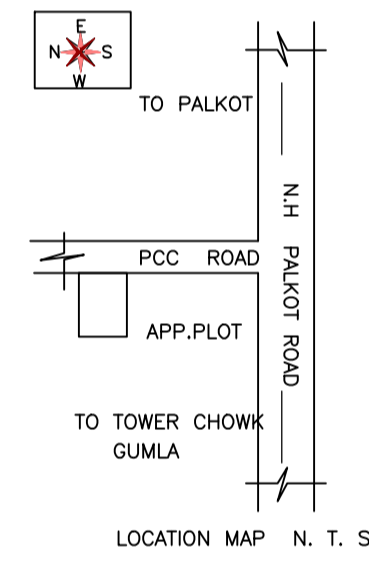 E
N S
W
TO PALKOT
N.H PALKOT ROAD
PCC ROAD
APP.PLOT
TO TOWER CHOWK
GUMLA
LOCATION MAP N. T. S